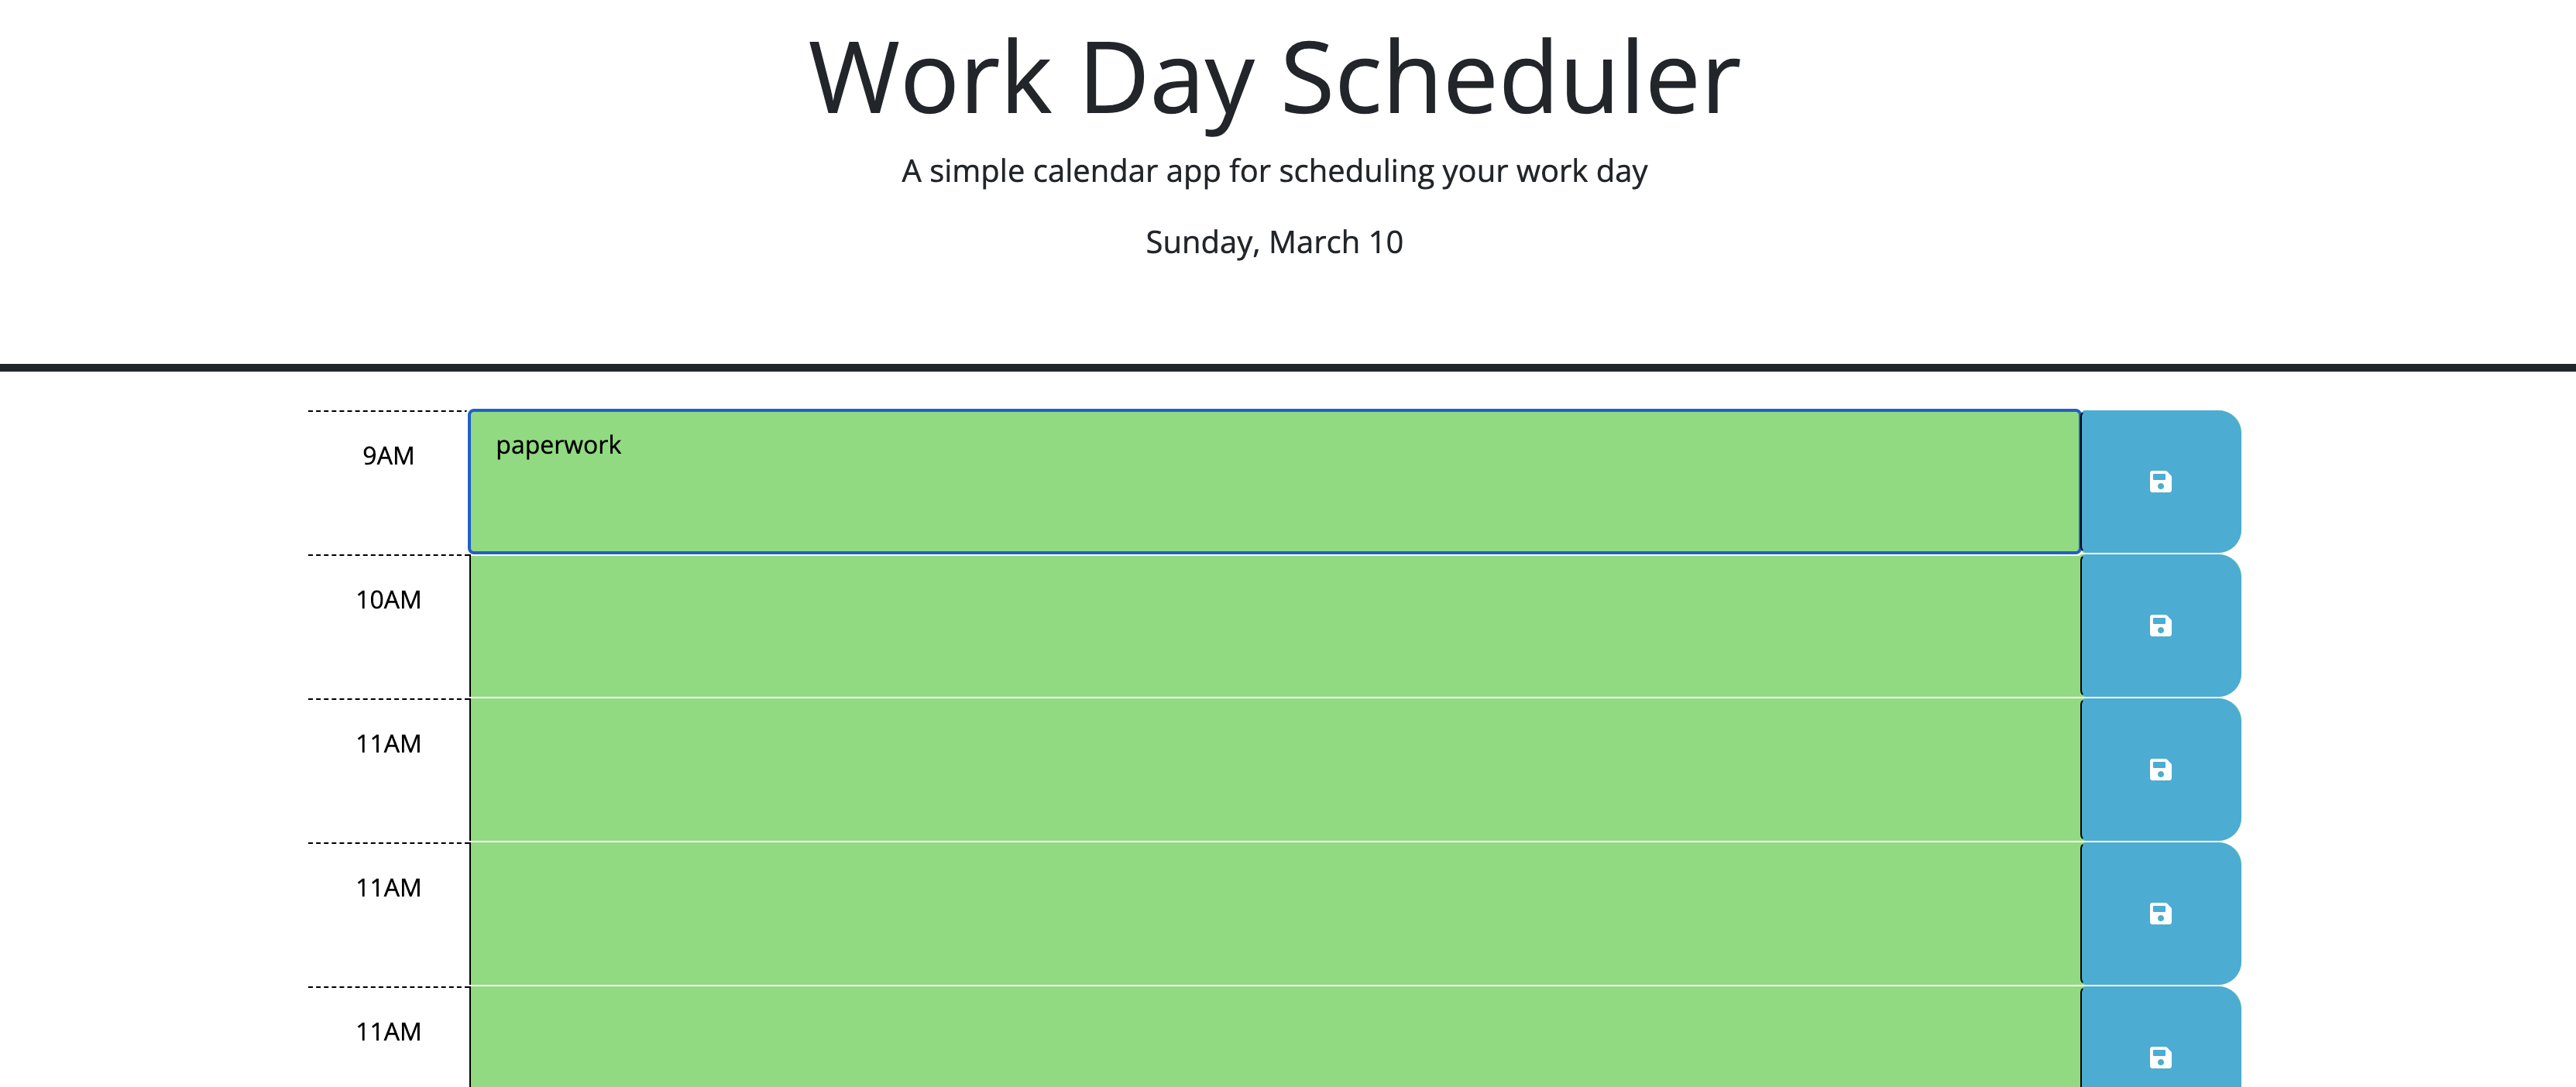 Work Day Scheduler
A simple calendar app for scheduling your work day
Sunday, March 10
9AM
paperwork
10AM
11AM
11AM
11AM